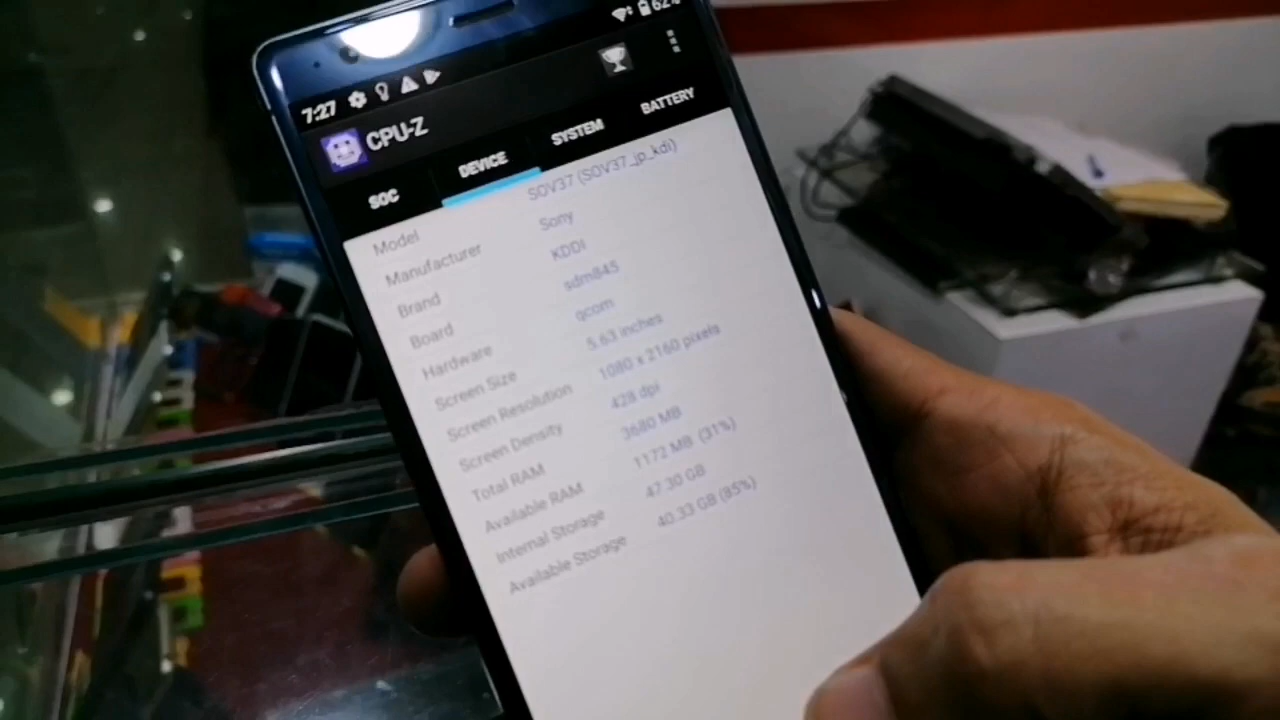 7:27 62%
CPU-Z
SOC DEVICE SYSTEM BATTERY
Model SOV37 (SOV37_jp_kdi)
Manufacturer Sony
Brand KDDI
Board sdm845
Hardware qcom
Screen Size 5.63 inches
Screen Resolution 1080 x 2160 pixels
Screen Density 428 dpi
Total RAM 3680 MB
Available RAM 1172 MB (31%)
Internal Storage 47.30 GB
Available Storage 40.33 GB (85%)